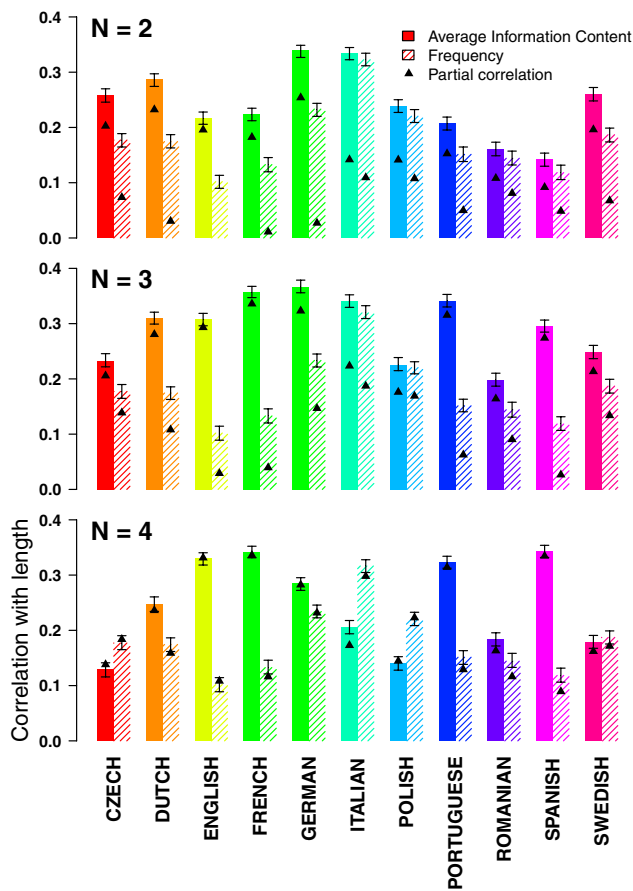 N = 2
Average Information Content
Frequency
Partial correlation
0.4
0.3
0.2
0.1
0.0
N = 3
0.4
0.3
0.2
0.1
0.0
N = 4
0.4
0.3
0.2
0.1
0.0
Correlation with length
CZECH
DUTCH
ENGLISH
FRENCH
GERMAN
ITALIAN
POLISH
PORTUGUESE
ROMANIAN
SPANISH
SWEDISH